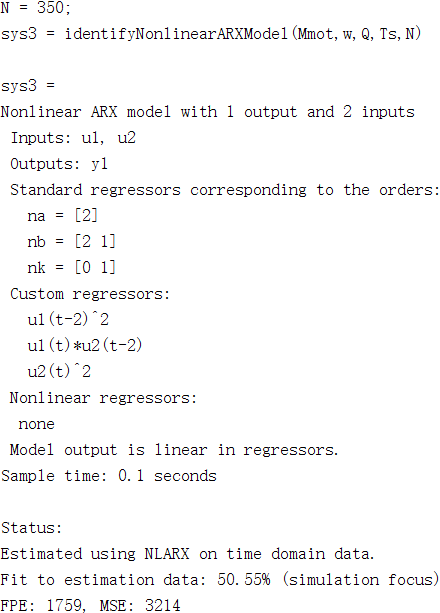 N = 350;
sys3 = identifyNonlinearARXModel(Mmot,w,Q,Ts,N)
sys3 =
Nonlinear ARX model with 1 output and 2 inputs
Inputs: u1, u2
Outputs: y1
Standard regressors corresponding to the orders:
na = [2]
nb = [2 1]
nk = [0 1]
Custom regressors:
u1(t-2)^2
u1(t)*u2(t-2)
u2(t)^2
Nonlinear regressors:
none
Model output is linear in regressors.
Sample time: 0.1 seconds
Status:
Estimated using NLARX on time domain data.
Fit to estimation data: 50.55% (simulation focus)
FPE: 1759, MSE: 3214